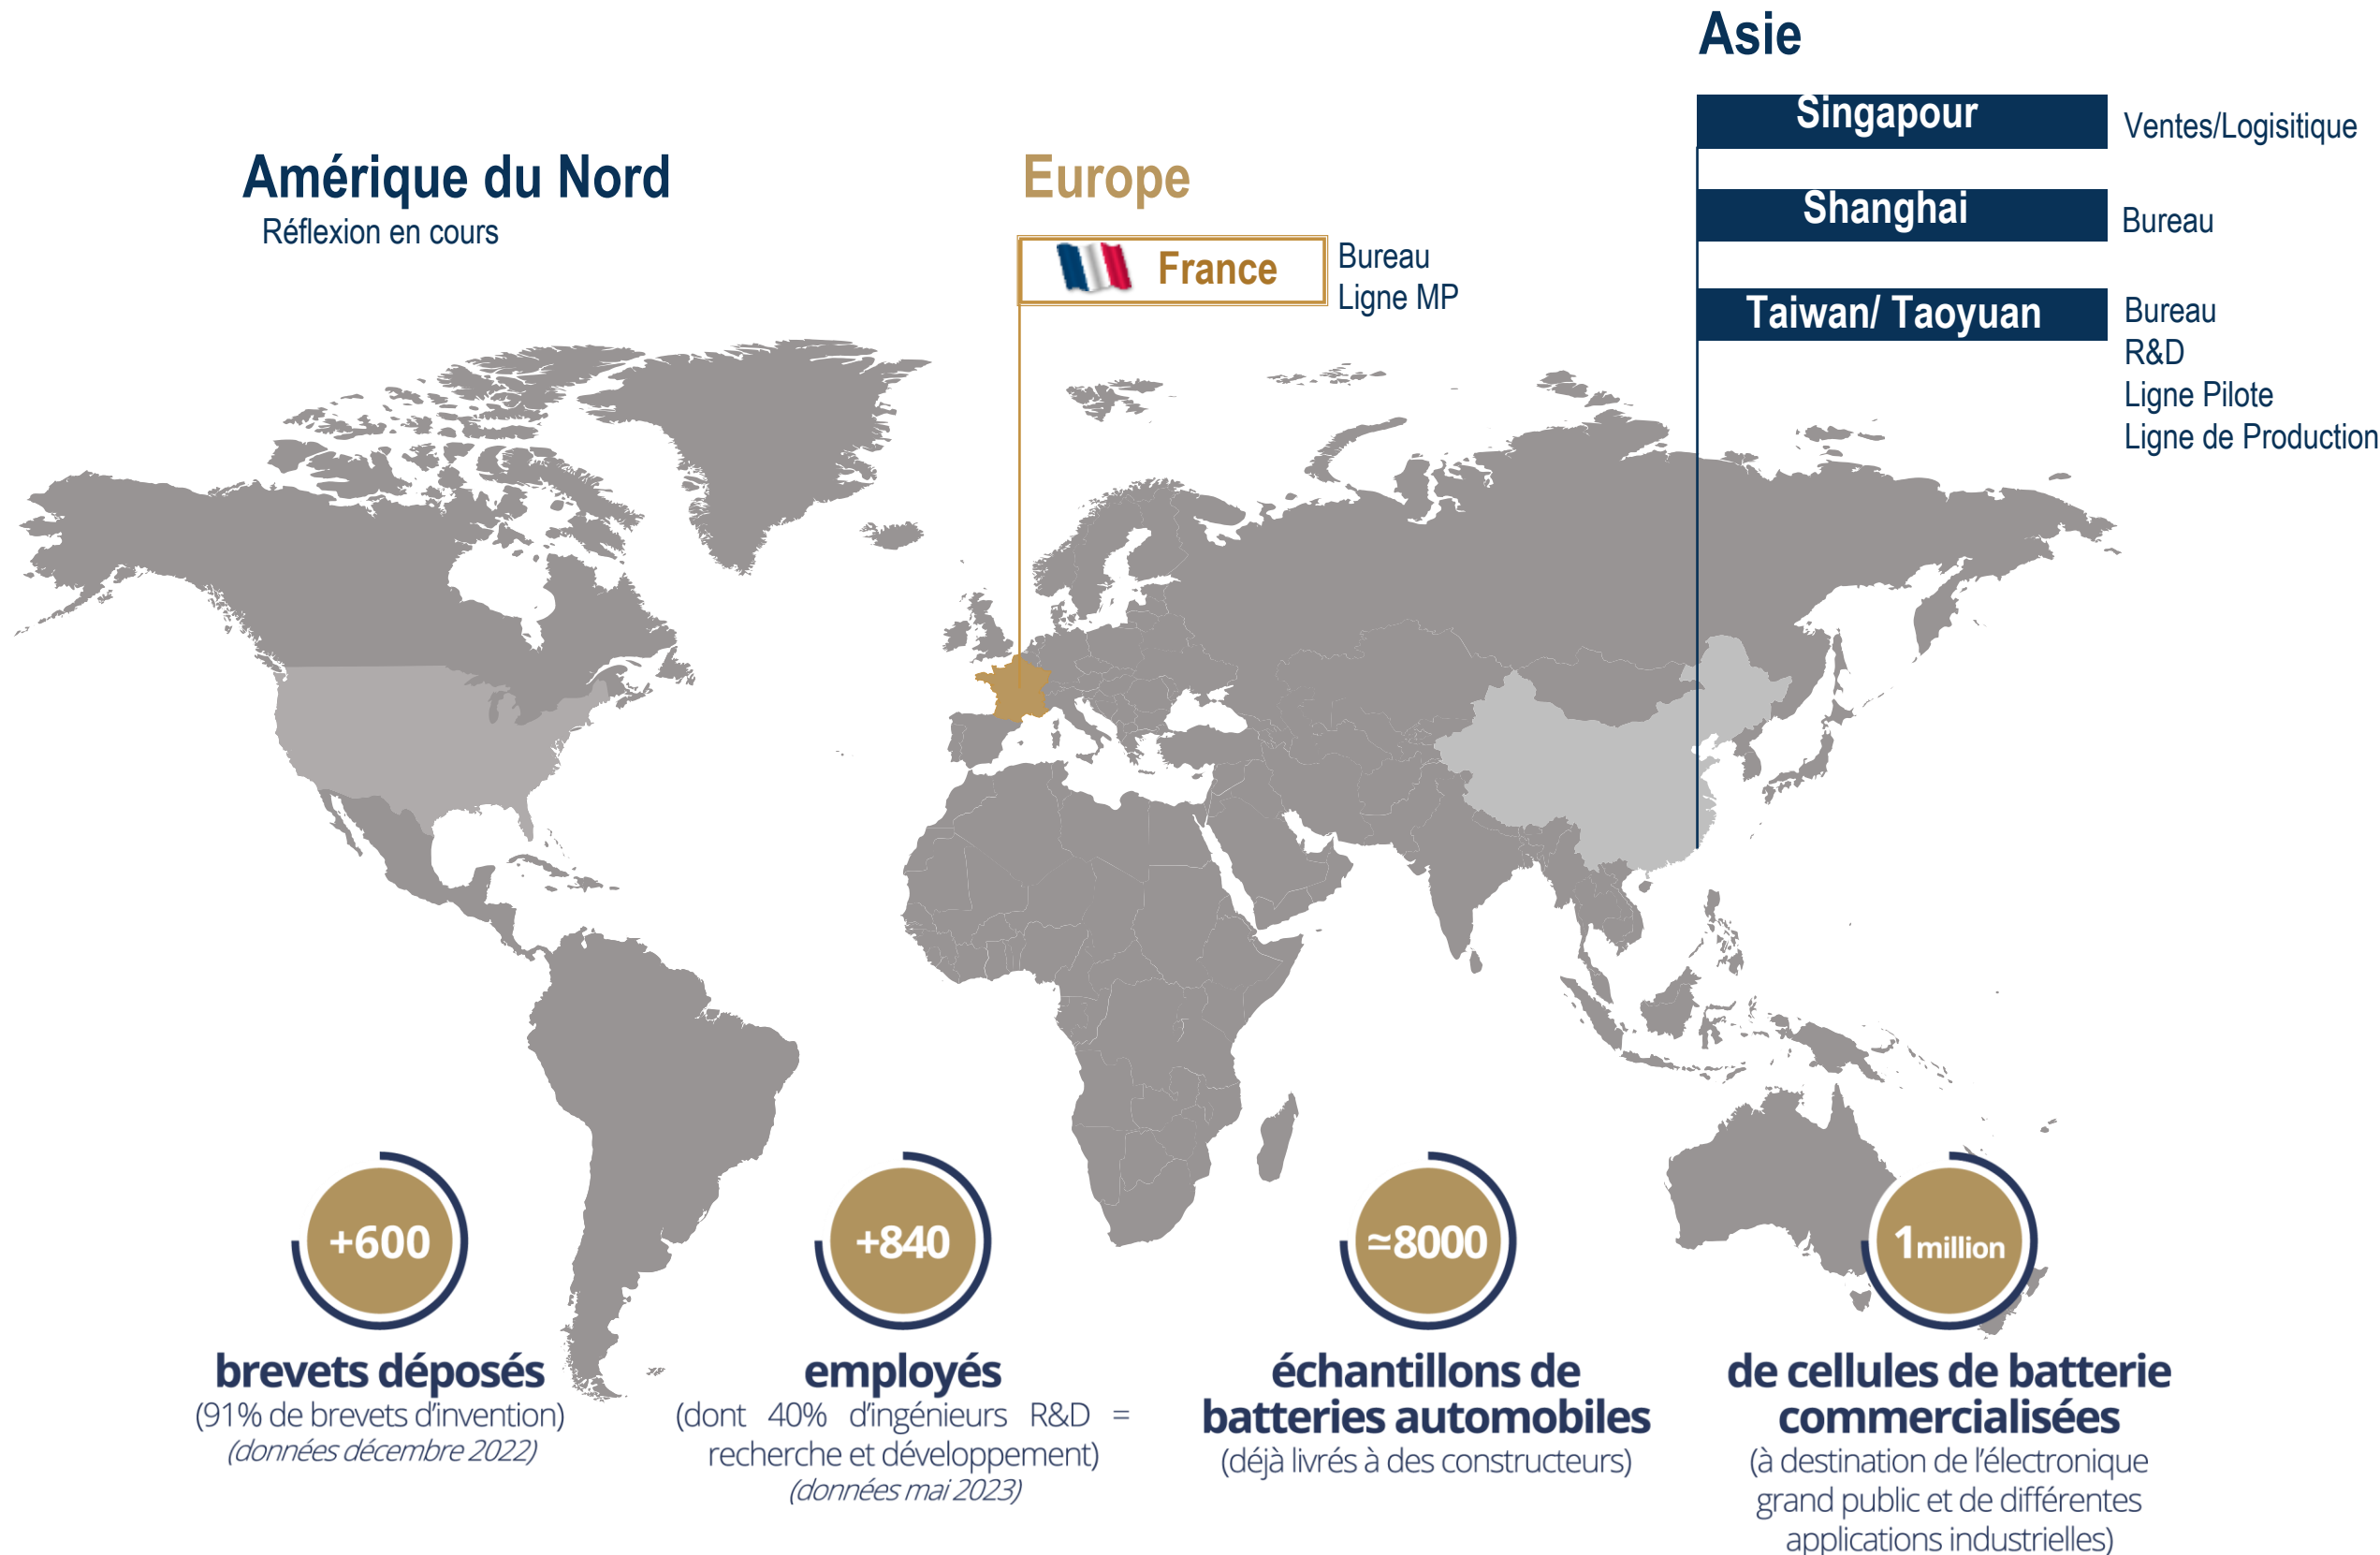 Asie
Singapour
Ventes/Logisitique
Shanghai
Bureau
Taiwan/ Taoyuan
Bureau
R&D
Ligne Pilote
Ligne de Production
Amérique du Nord
Réflexion en cours
Europe
France
Bureau
Ligne MP
+600
brevets déposés
(91% de brevets d'invention)
(données décembre 2022)
+840
employés
(dont 40% d'ingénieurs R&D =
recherche et développement)
(données mai 2023)
≃8000
échantillons de
batteries automobiles
(déjà livrés à des constructeurs)
1million
de cellules de batterie
commercialisées
(à destination de l'électronique
grand public et de différentes
applications industrielles)